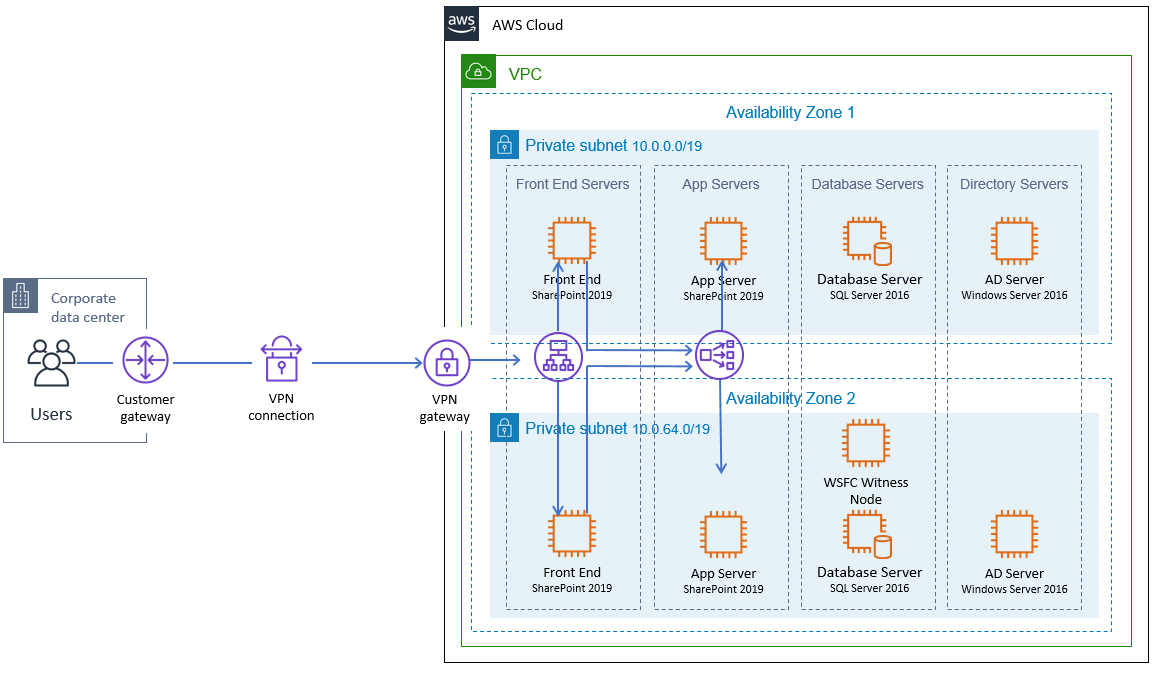 aws
AWS Cloud
VPC
Availability Zone 1
Private subnet 10.0.0.0/19
Front End Servers
App Servers
Database Servers
Directory Servers
Front End
SharePoint 2019
App Server
SharePoint 2019
Database Server
SQL Server 2016
AD Server
Windows Server 2016
Corporate
data center
Users
Customer
gateway
VPN
connection
VPN
gateway
Availability Zone 2
Private subnet 10.0.64.0/19
WSFC Witness
Node
Front End
SharePoint 2019
App Server
SharePoint 2019
Database Server
SQL Server 2016
AD Server
Windows Server 2016